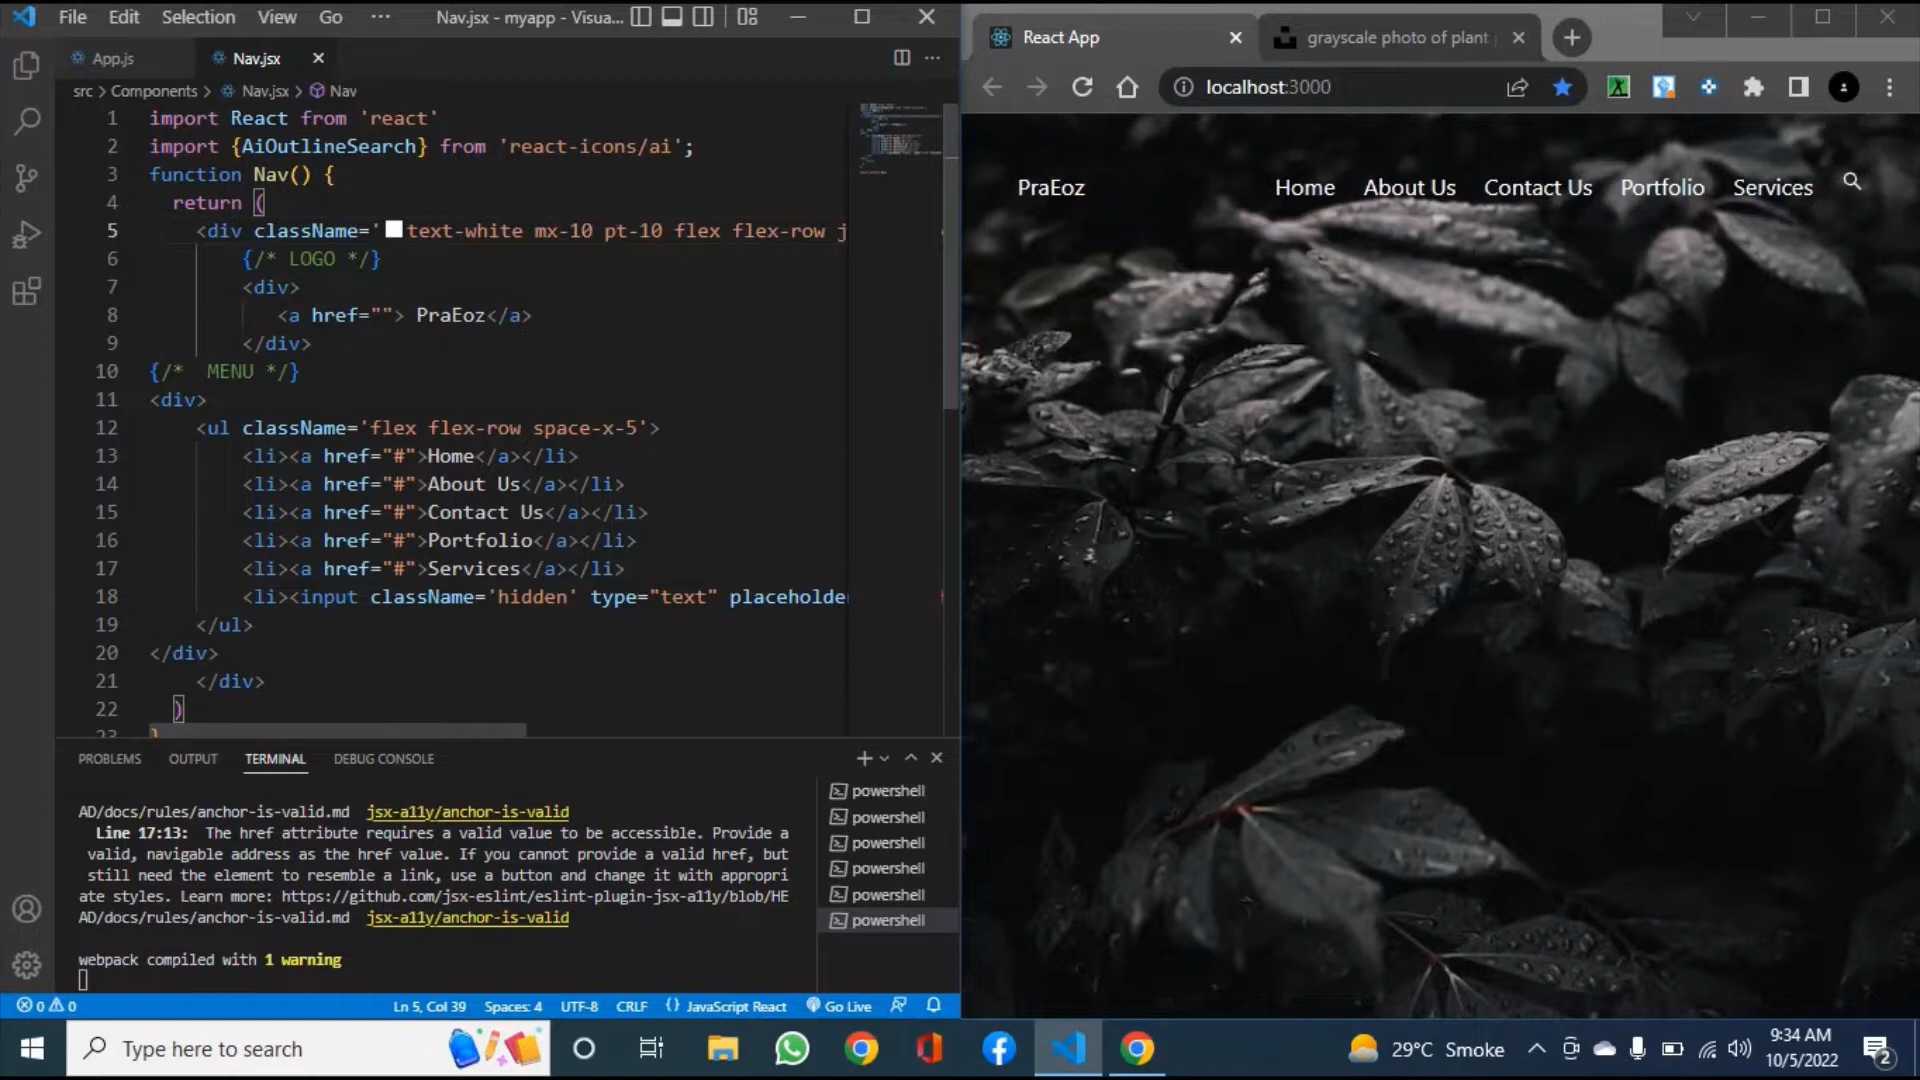 File Edit Selection View Go ··· Nav.jsx - myapp - Visua...
App.js Nav.jsx
src > Components > Nav.jsx > Nav
1 import React from 'react'
2 import {AiOutlineSearch} from 'react-icons/ai';
3 function Nav() {
4 return (
5 <div className='text-white mx-10 pt-10 flex flex-row j
6 {/* LOGO */}
7 <div>
8 <a href=""> PraEoz</a>
9 </div>
10 {/* MENU */}
11 <div>
12 <ul className='flex flex-row space-x-5'>
13 <li><a href="#">Home</a></li>
14 <li><a href="#">About Us</a></li>
15 <li><a href="#">Contact Us</a></li>
16 <li><a href="#">Portfolio</a></li>
17 <li><a href="#">Services</a></li>
18 <li><input className='hidden' type="text" placeholde
19 </ul>
20 </div>
21 </div>
22 )
23 }
PROBLEMS OUTPUT TERMINAL DEBUG CONSOLE
AD/docs/rules/anchor-is-valid.md jsx-a11y/anchor-is-valid
Line 17:13: The href attribute requires a valid value to be accessible. Provide a
valid, navigable address as the href value. If you cannot provide a valid href, but
still need the element to resemble a link, use a button and change it with appropri
ate styles. Learn more: https://github.com/jsx-eslint/eslint-plugin-jsx-a11y/blob/HE
AD/docs/rules/anchor-is-valid.md jsx-a11y/anchor-is-valid
webpack compiled with 1 warning
powershell
powershell
powershell
powershell
powershell
powershell
0 0 Ln 5, Col 39 Spaces: 4 UTF-8 CRLF {} JavaScript React Go Live
React App grayscale photo of plant
localhost:3000
PraEoz Home About Us Contact Us Portfolio Services
Type here to search
29°C Smoke
9:34 AM
10/5/2022
2